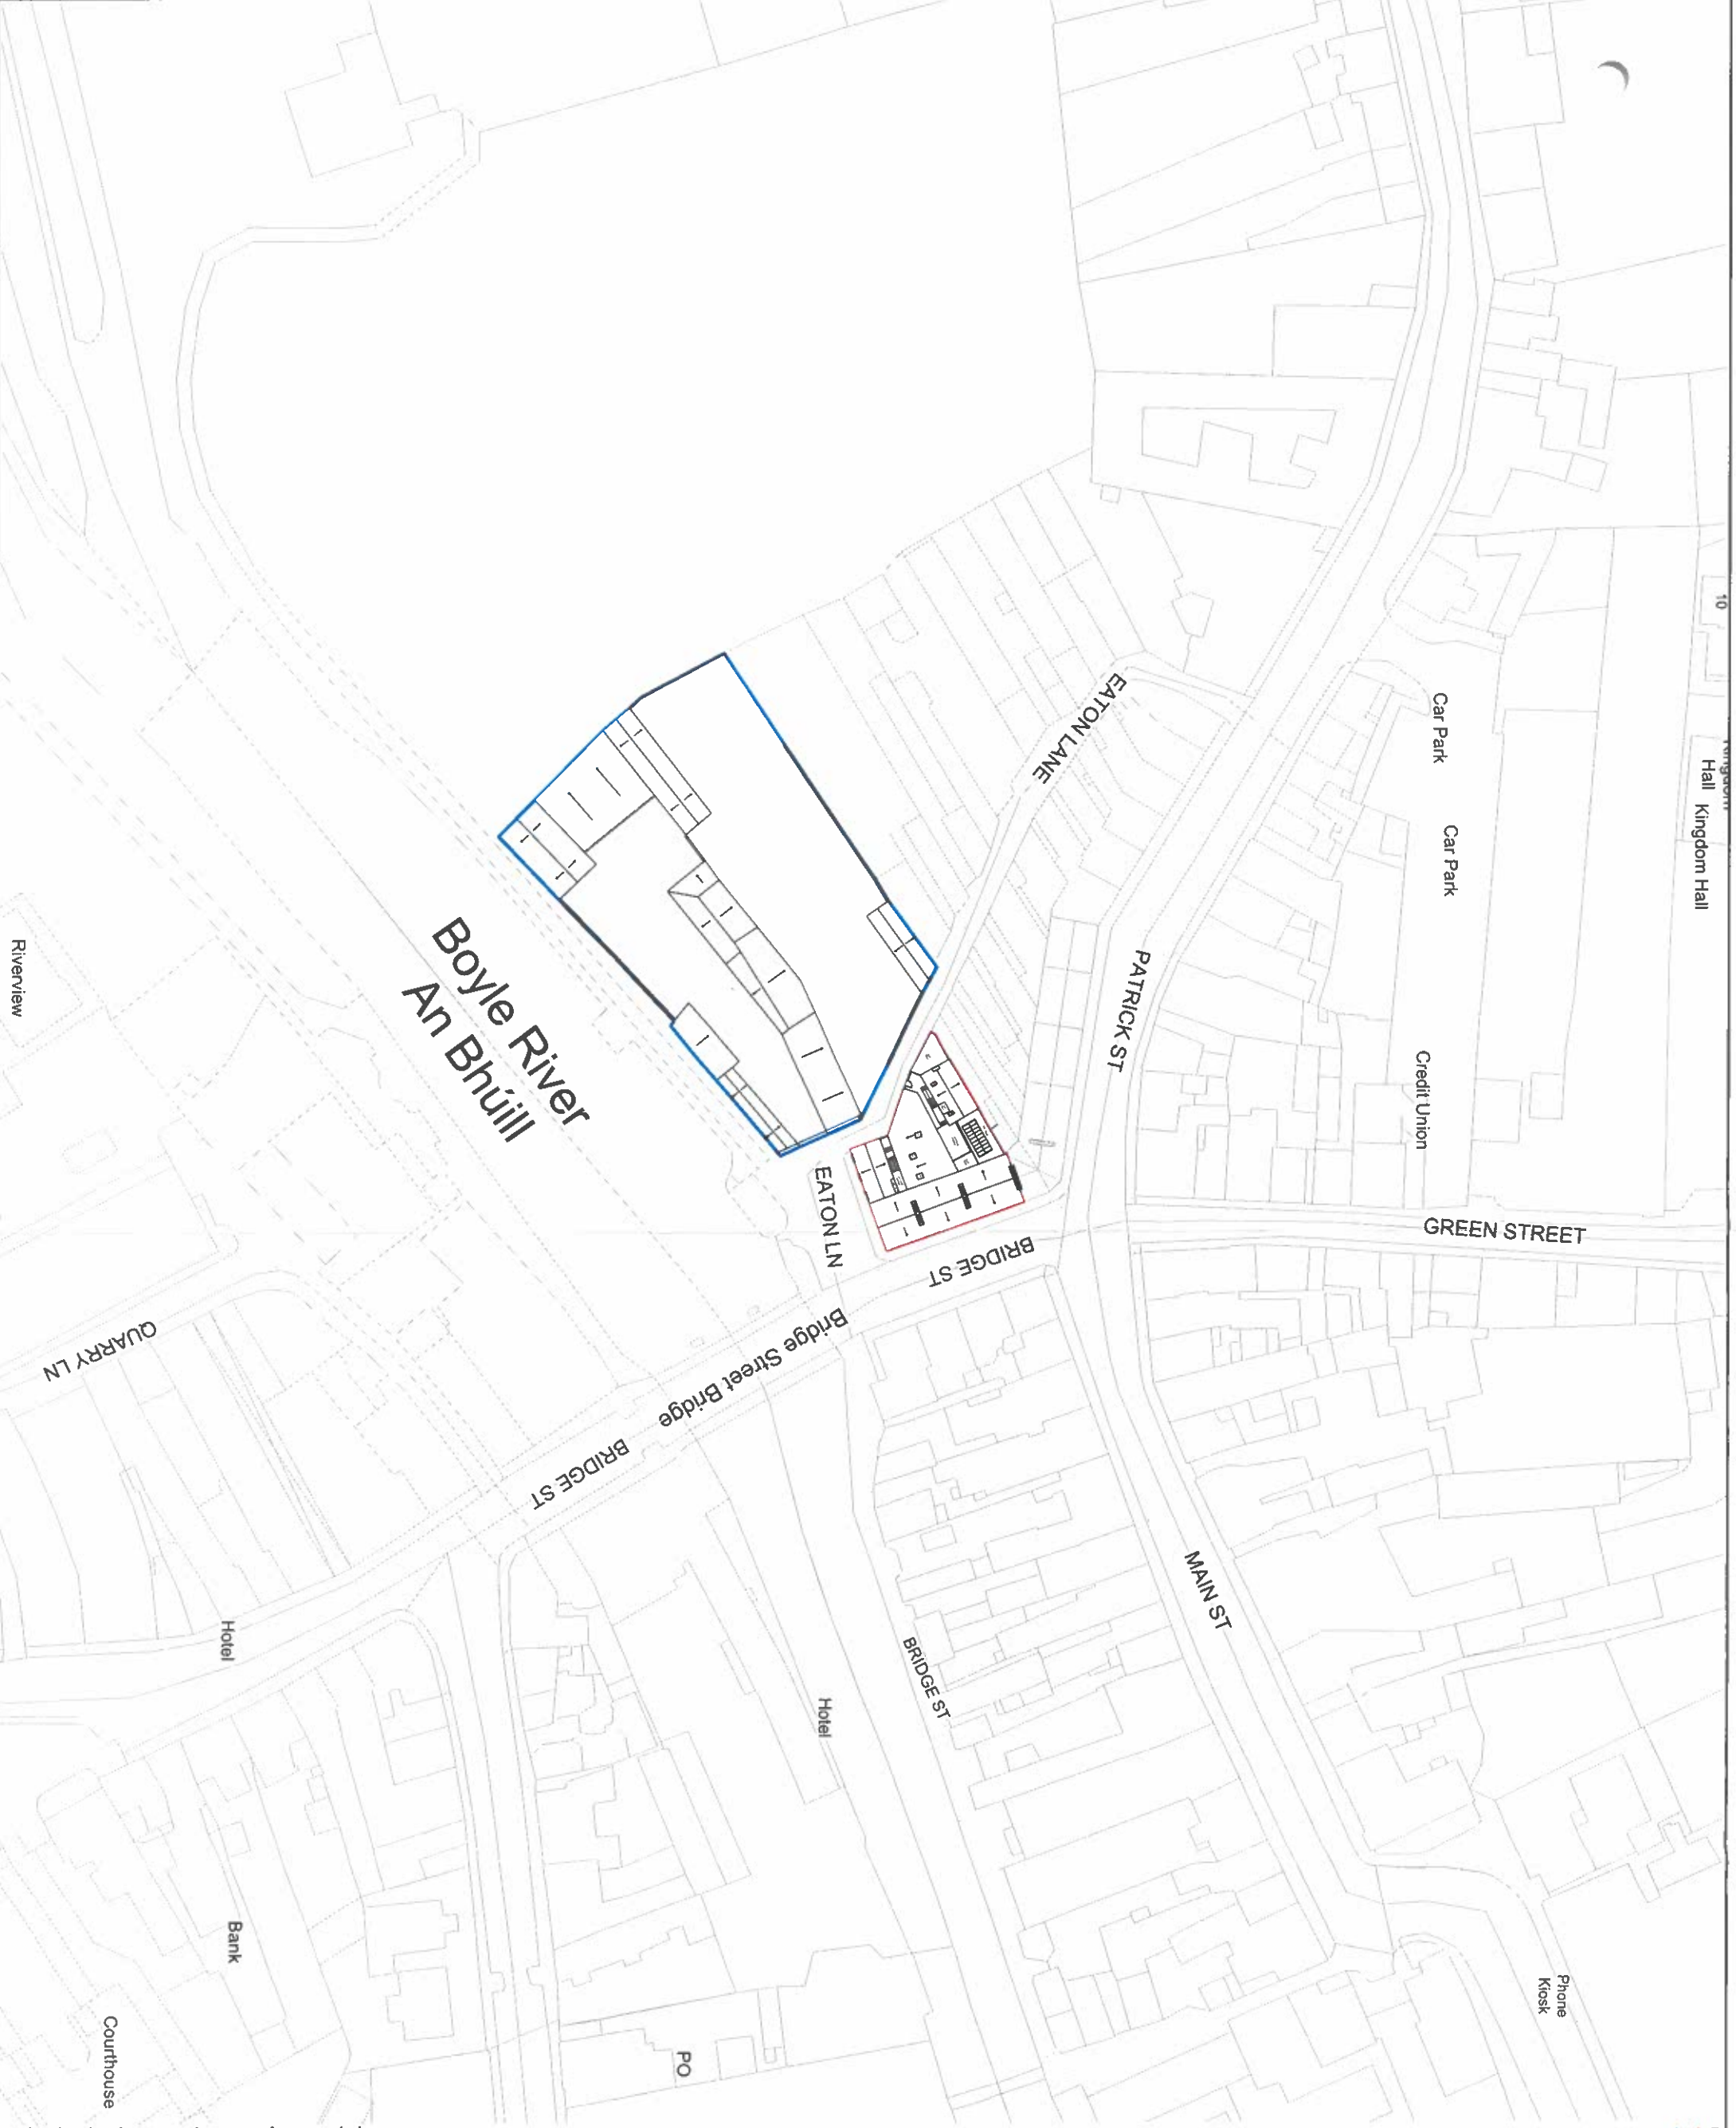 10
Hall Kingdom Hall
Car Park
Car Park
Credit Union
GREEN STREET
EATON LANE
PATRICK ST
Boyle River
An Bhúill
Riverview
Patio
EATON LN
BRIDGE ST
Bridge Street Bridge
BRIDGE ST
QUARRY LN
MAIN ST
BRIDGE ST
Hotel
Hotel
Bank
Courthouse
PO
Phone
Kiosk